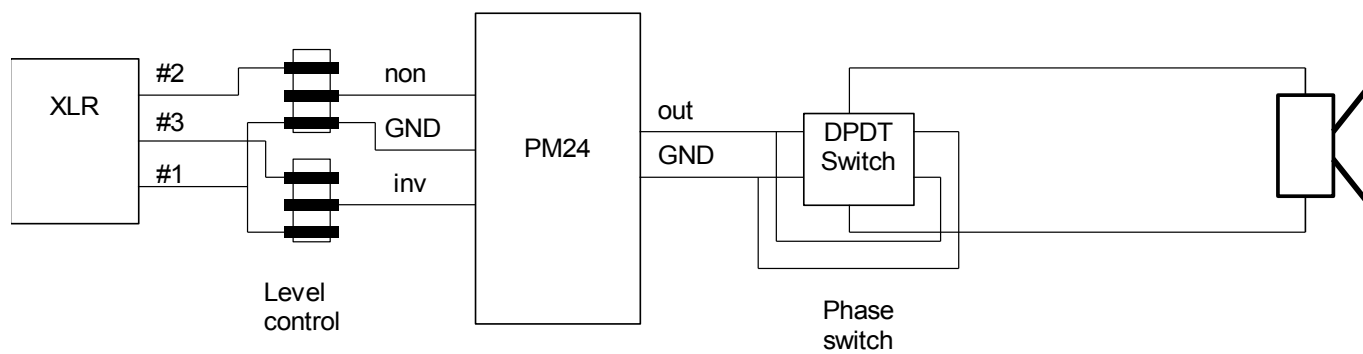 #2
XLR
#3
#1
Level
control
non
GND
inv
PM24
out
GND
DPDT
Switch
Phase
switch